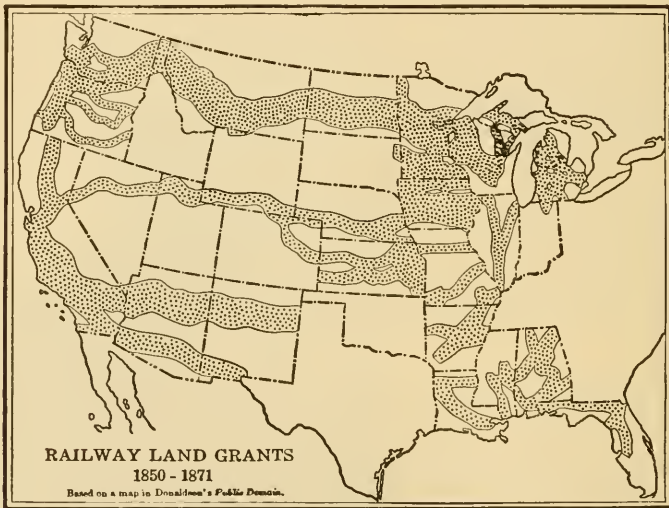 RAILWAY LAND GRANTS
1850 - 1871
Based on a map in Donaldson's Public Domain.